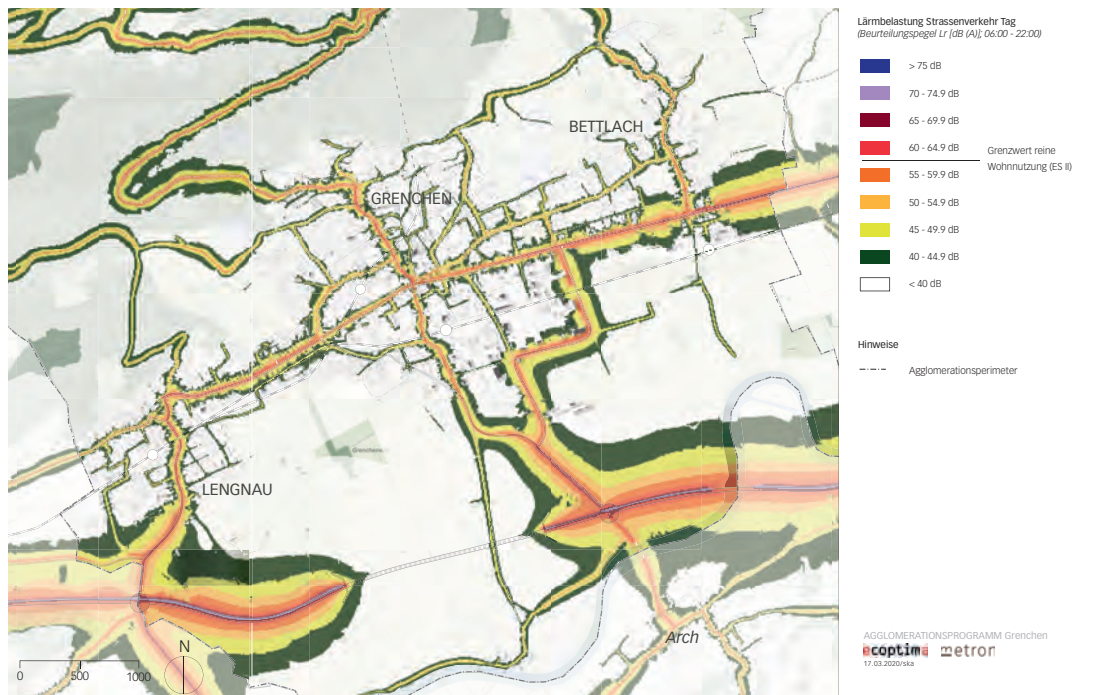 BETTLACH
GRENCHEN
LENGNAU
Arch
N
0 500 1000
Lärmbelastung Strassenverkehr Tag
(Beurteilungspegel Lr [dB (A)]; 06:00 - 22:00)
> 75 dB
70 - 74.9 dB
65 - 69.9 dB
60 - 64.9 dB
Grenzwert reine
Wohnnutzung (ES II)
55 - 59.9 dB
50 - 54.9 dB
45 - 49.9 dB
40 - 44.9 dB
< 40 dB
Hinweise
Agglomerationsperimeter
AGGLOMERATIONSPROGRAMM Grenchen
ecoptima metron
17.03.2020/ska